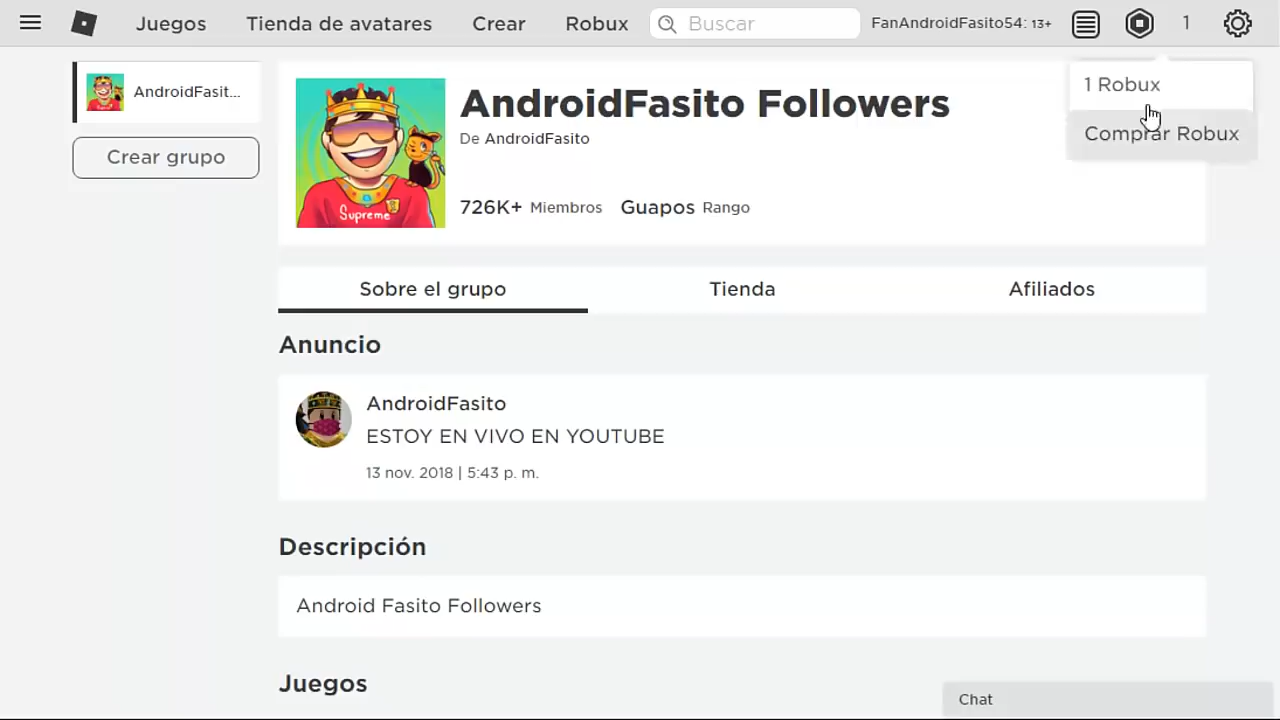 Juegos Tienda de avatares Crear Robux Buscar FanAndroidFasito54: 13+ 1
1 Robux
Comprar Robux
AndroidFasit...
Crear grupo
Supreme
AndroidFasito Followers
De AndroidFasito
726K+ Miembros Guapos Rango
Sobre el grupo Tienda Afiliados
Anuncio
AndroidFasito
ESTOY EN VIVO EN YOUTUBE
13 nov. 2018 | 5:43 p. m.
Descripción
Android Fasito Followers
Juegos
Chat